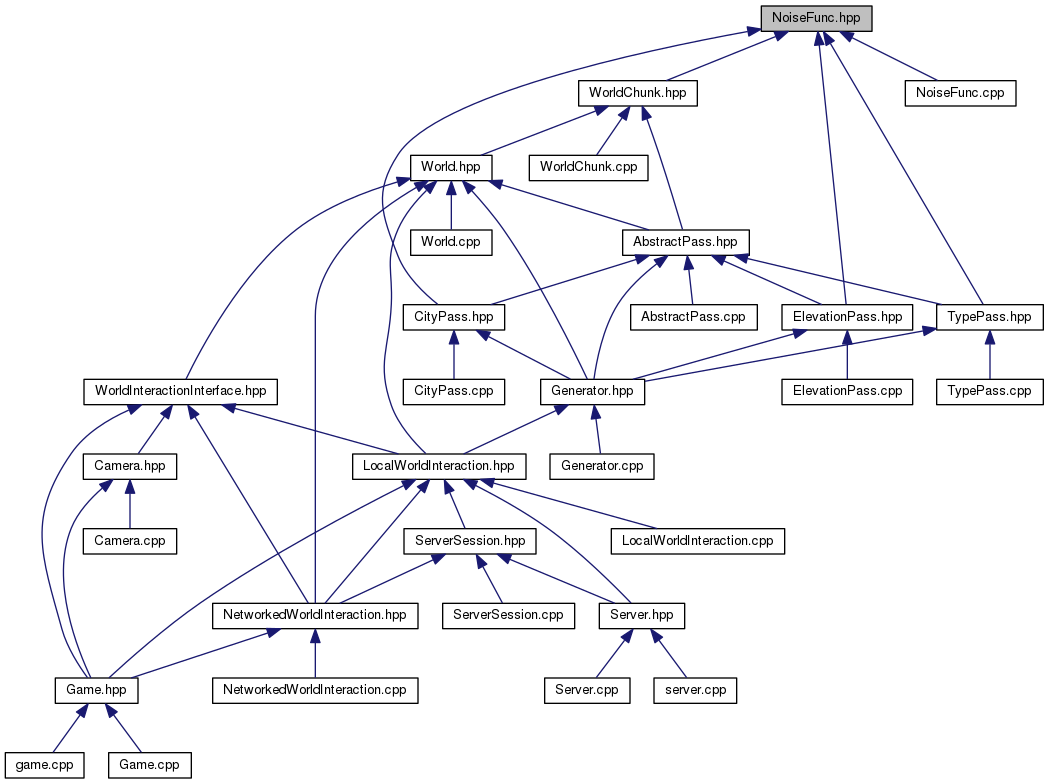 NoiseFunc.hpp
WorldChunk.hpp
NoiseFunc.cpp
World.hpp
WorldChunk.cpp
World.cpp
AbstractPass.hpp
CityPass.hpp
AbstractPass.cpp
ElevationPass.hpp
TypePass.hpp
WorldInteractionInterface.hpp
CityPass.cpp
Generator.hpp
ElevationPass.cpp
TypePass.cpp
Camera.hpp
LocalWorldInteraction.hpp
Generator.cpp
Camera.cpp
ServerSession.hpp
LocalWorldInteraction.cpp
NetworkedWorldInteraction.hpp
ServerSession.cpp
Server.hpp
Game.hpp
NetworkedWorldInteraction.cpp
Server.cpp
server.cpp
game.cpp
Game.cpp